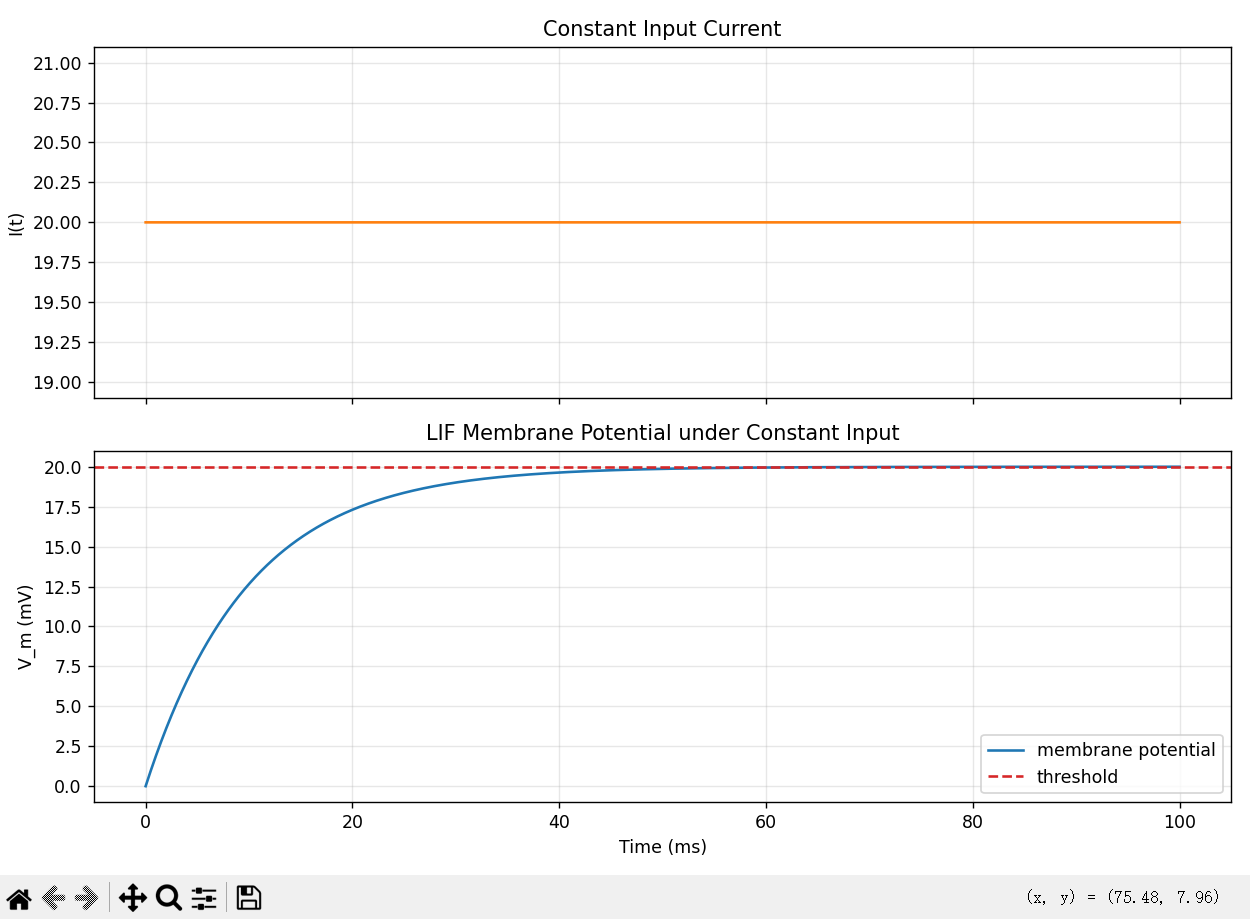 Constant Input Current
I(t)
21.00
20.75
20.50
20.25
20.00
19.75
19.50
19.25
19.00
LIF Membrane Potential under Constant Input
V_m (mV)
20.0
17.5
15.0
12.5
10.0
7.5
5.0
2.5
0.0
membrane potential
threshold
0 20 40 60 80 100
Time (ms)
(x, y) = (75.48, 7.96)